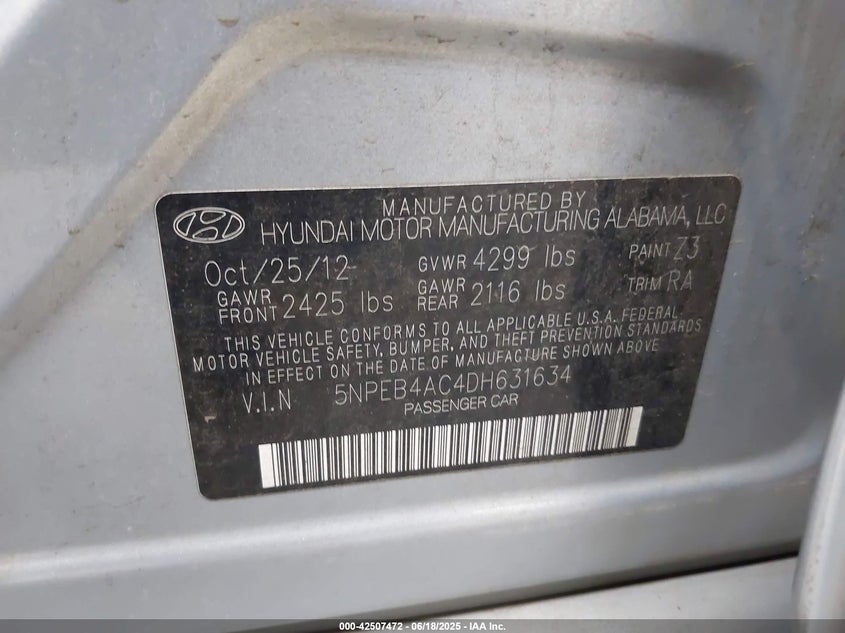 MANUFACTURED BY
HYUNDAI MOTOR MANUFACTURING ALABAMA, LLC
Oct/25/12 GVWR 4299 lbs PAINT Z3
GAWR FRONT 2425 lbs GAWR REAR 2116 lbs TRIM RA
THIS VEHICLE CONFORMS TO ALL APPLICABLE U.S.A. FEDERAL
MOTOR VEHICLE SAFETY, BUMPER, AND THEFT PREVENTION STANDARDS
IN EFFECT ON THE DATE OF MANUFACTURE SHOWN ABOVE
V.I.N 5NPEB4AC4DH631634
PASSENGER CAR
000-42507472 - 06/18/2025 - IAA Inc.